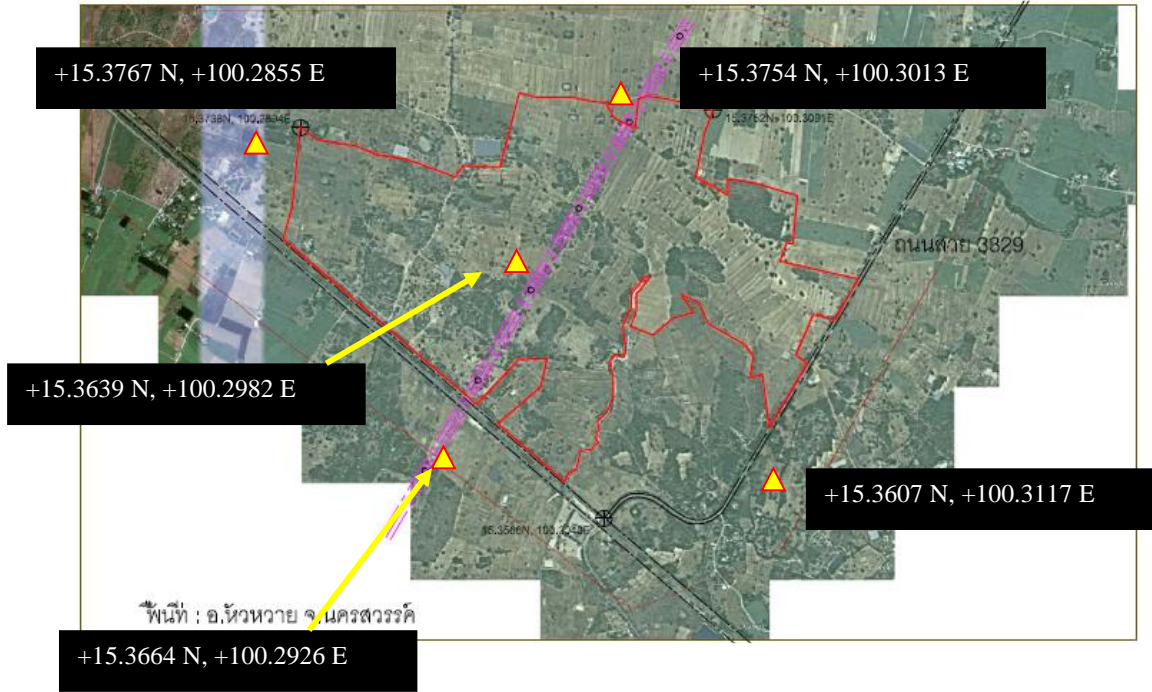 +15.3767 N, +100.2855 E
+15.3754 N, +100.3013 E
ถนนสาย 3329
+15.3639 N, +100.2982 E
+15.3607 N, +100.3117 E
พื้นที่ : อ.หัวหวาย จ.นครสวรรค์
+15.3664 N, +100.2926 E